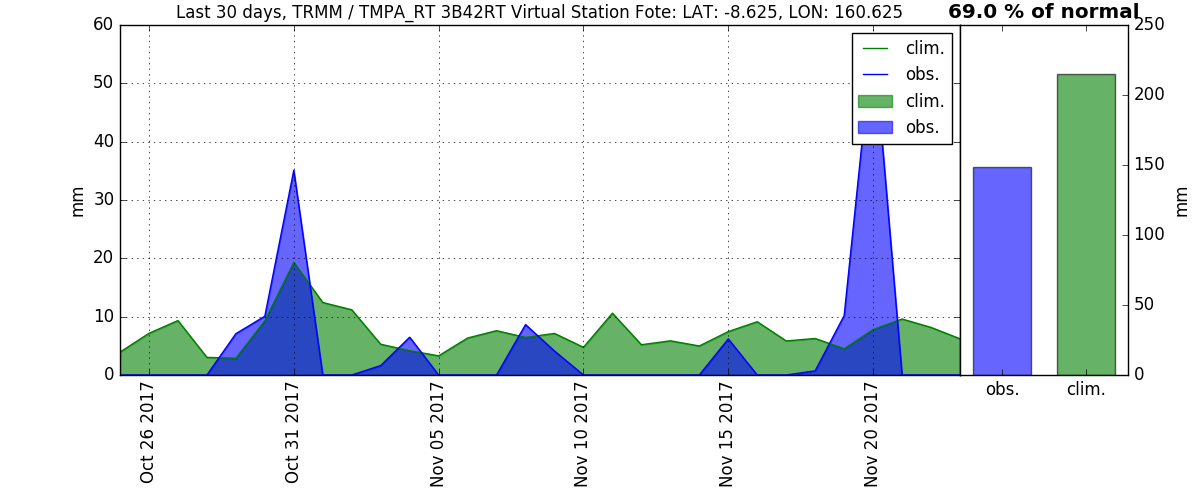 Last 30 days, TRMM / TMPA_RT 3B42RT Virtual Station Fote: LAT: -8.625, LON: 160.625
69.0 % of normal
60
50
40
30
20
10
0
mm
clim.
obs.
clim.
obs.
Oct 26 2017
Oct 31 2017
Nov 05 2017
Nov 10 2017
Nov 15 2017
Nov 20 2017
250
200
150
100
50
0
mm
obs.
clim.